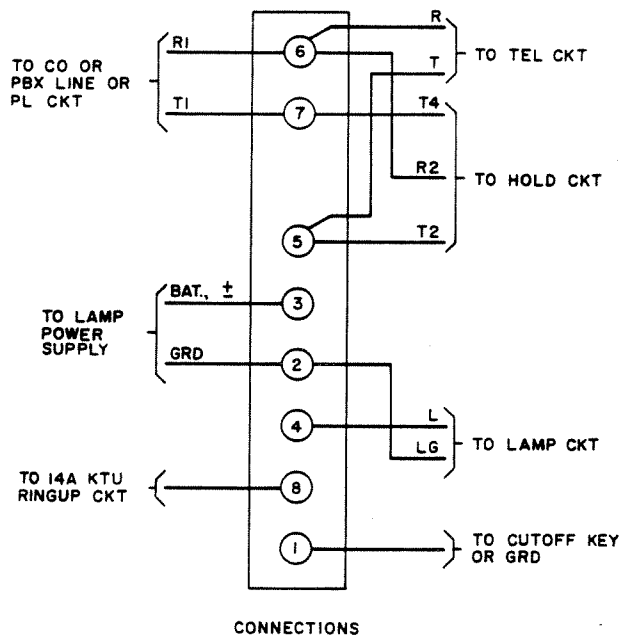 R
R1
6
TO TEL CKT
TO CO OR
PBX LINE OR
PL CKT
T
T1
7
T4
R2
TO HOLD CKT
5
T2
BAT., ±
3
TO LAMP
POWER
SUPPLY
GRD
2
4
L
LG
TO LAMP CKT
TO 14A KTU
RINGUP CKT
8
1
TO CUTOFF KEY
OR GRD
CONNECTIONS